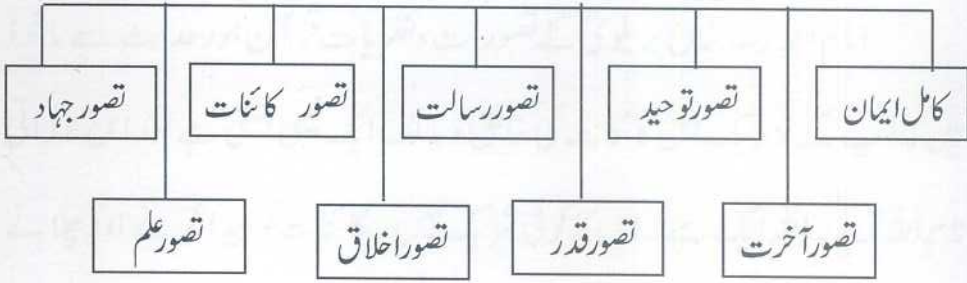 کامل ایمان
تصور توحید
تصور رسالت
تصور کائنات
تصور جہاد
تصور آخرت
تصور قدر
تصور اخلاق
تصور علم